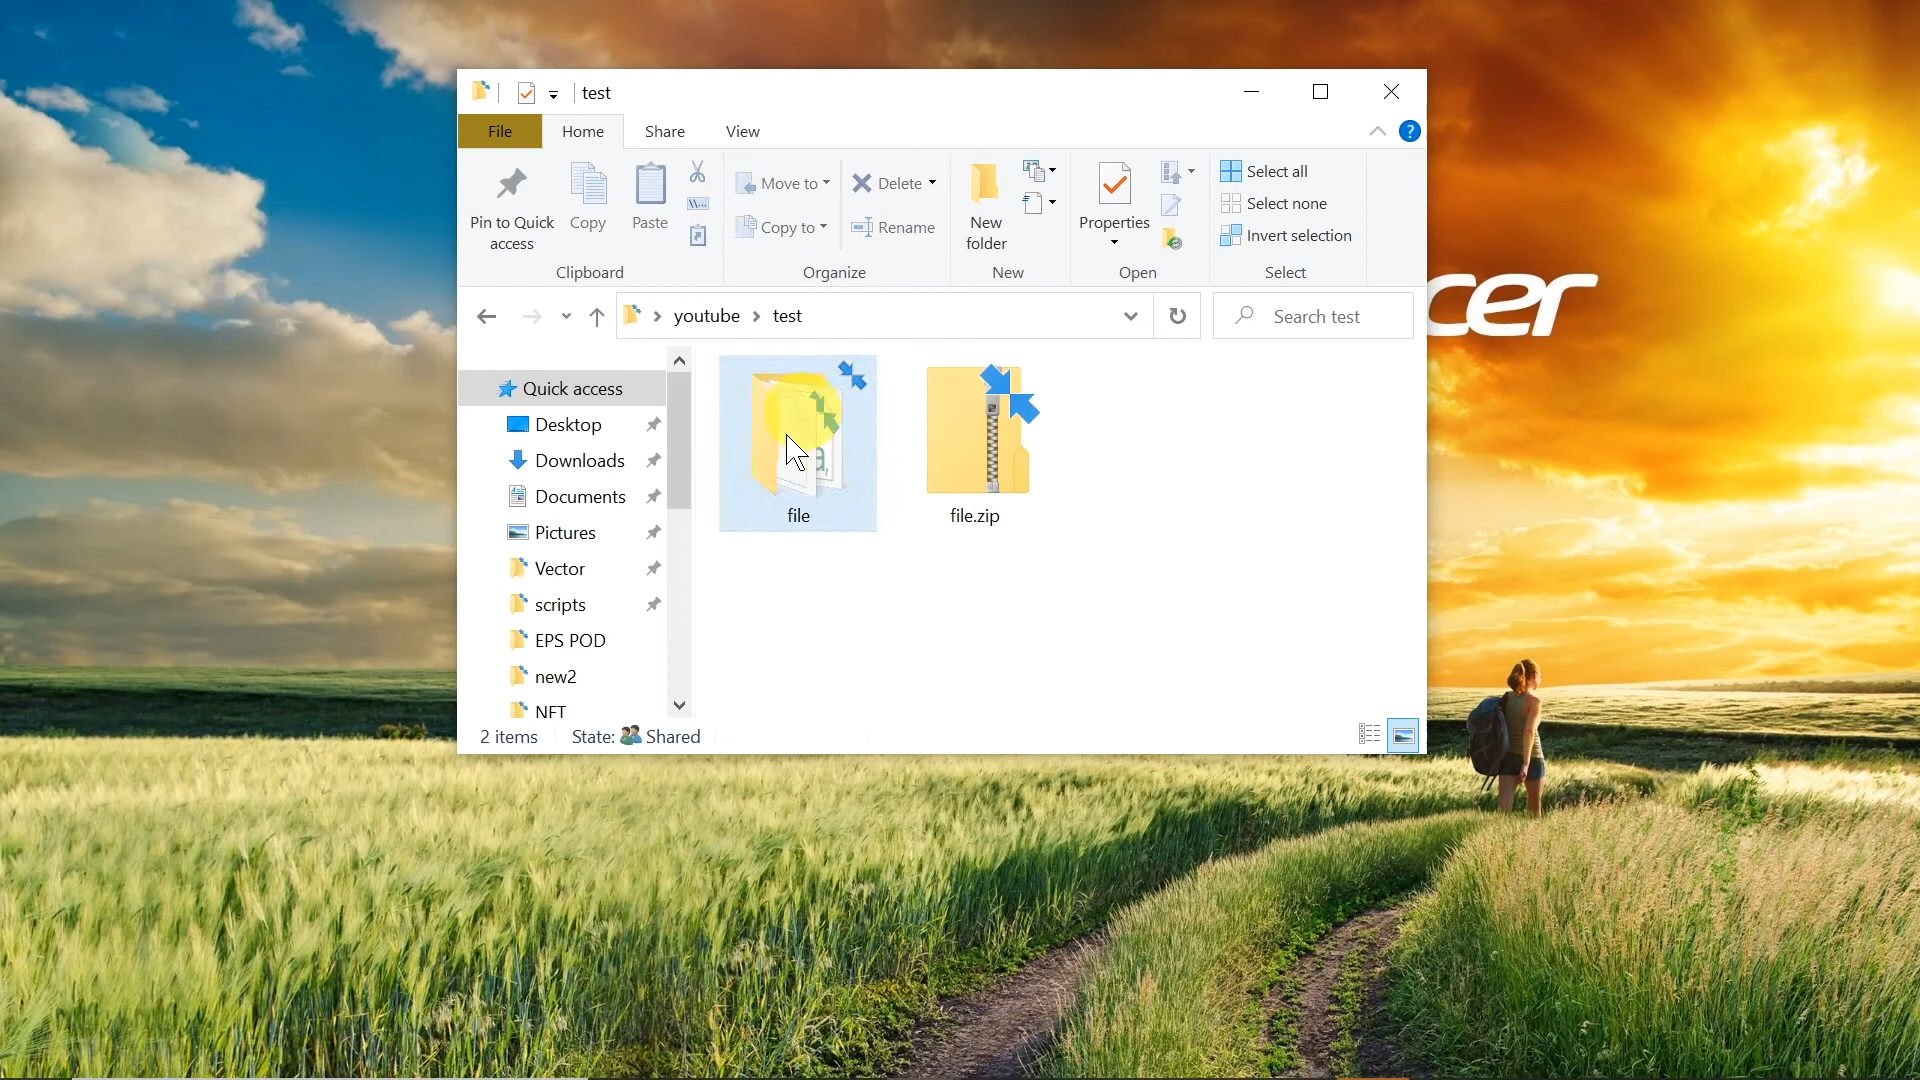 test
File Home Share View
?
Pin to Quick access
Copy
Paste
Move to
Copy to
Delete
Rename
New folder
Properties
Select all
Select none
Invert selection
Clipboard Organize New Open Select
youtube test
Search test
cer
Quick access
Desktop
Downloads
Documents
Pictures
Vector
scripts
EPS POD
new2
NFT
file
file.zip
2 items State: Shared